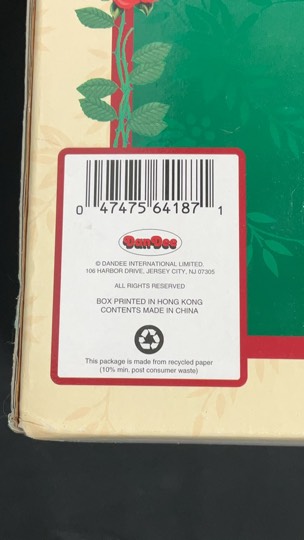 0 47475 64187 1
DanDee
© DANDEE INTERNATIONAL LIMITED.
106 HARBOR DRIVE, JERSEY CITY, NJ 07305
ALL RIGHTS RESERVED
BOX PRINTED IN HONG KONG
CONTENTS MADE IN CHINA
This package is made from recycled paper
(10% min. post consumer waste)